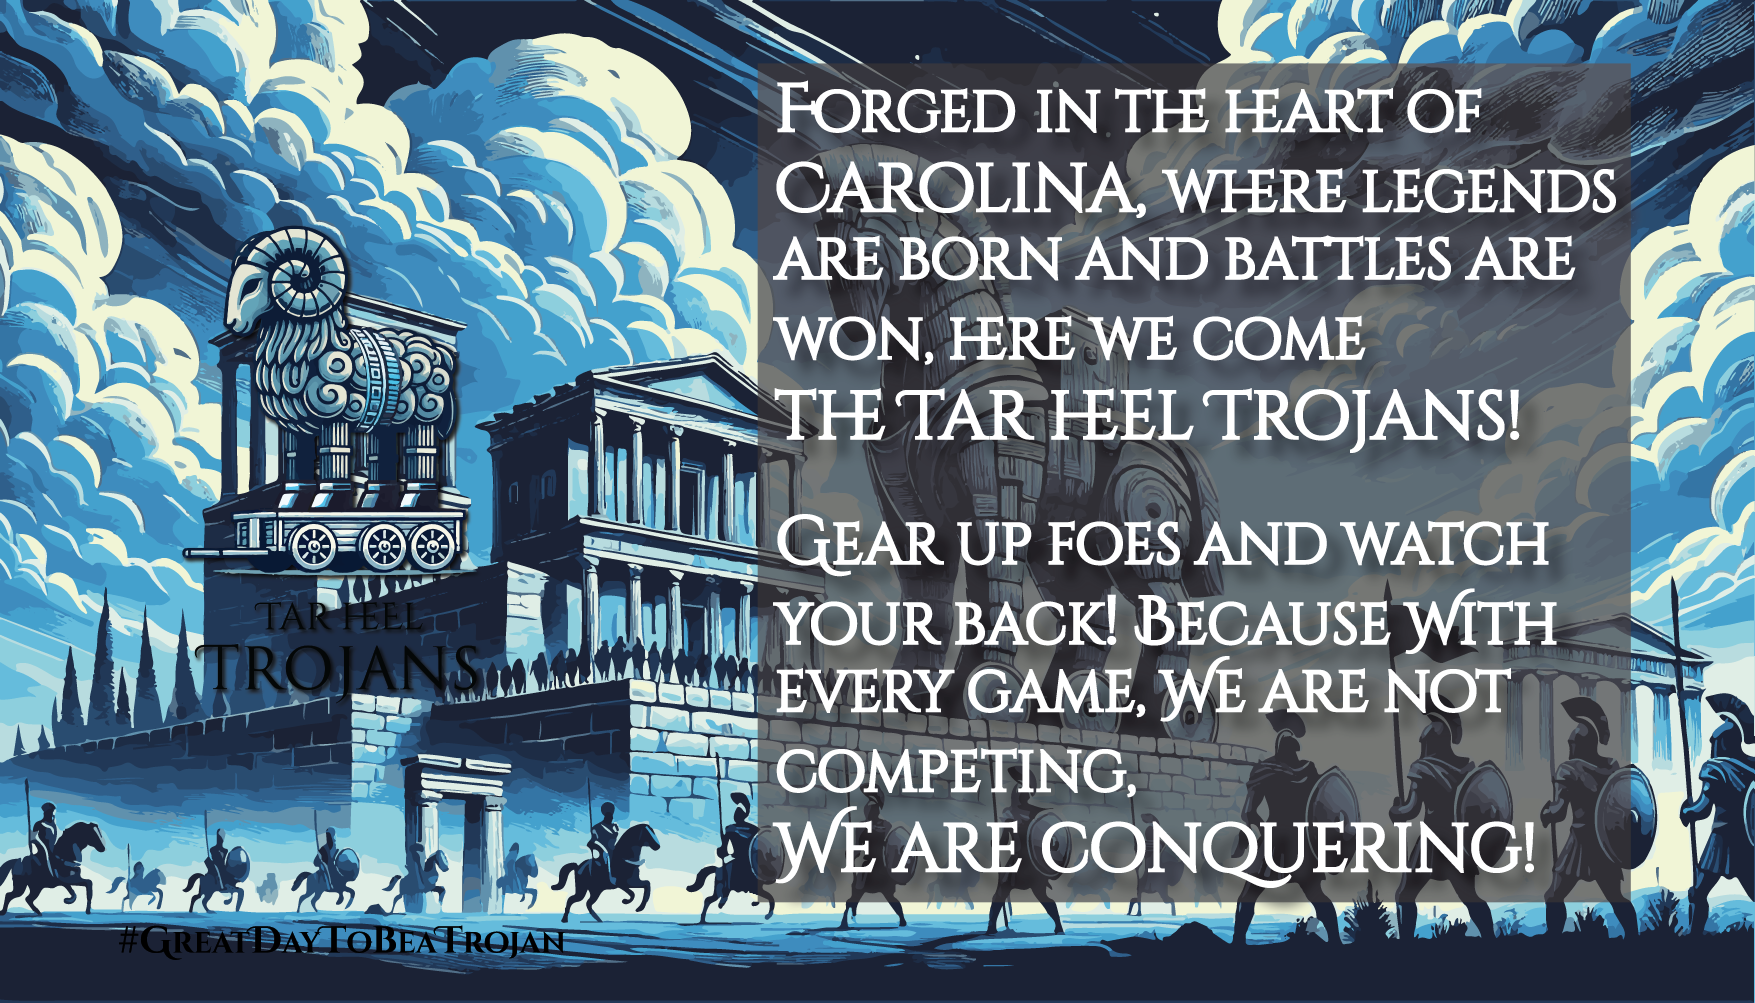 Forged in the heart of
Carolina, where legends
are born and battles are
won, here we come
the Tar Heel Trojans!
Gear up foes and watch
your back! Because With
every game, We are not
competing,
We are conquering!
Tar Heel
Trojans
#GreatDayToBeaTrojan